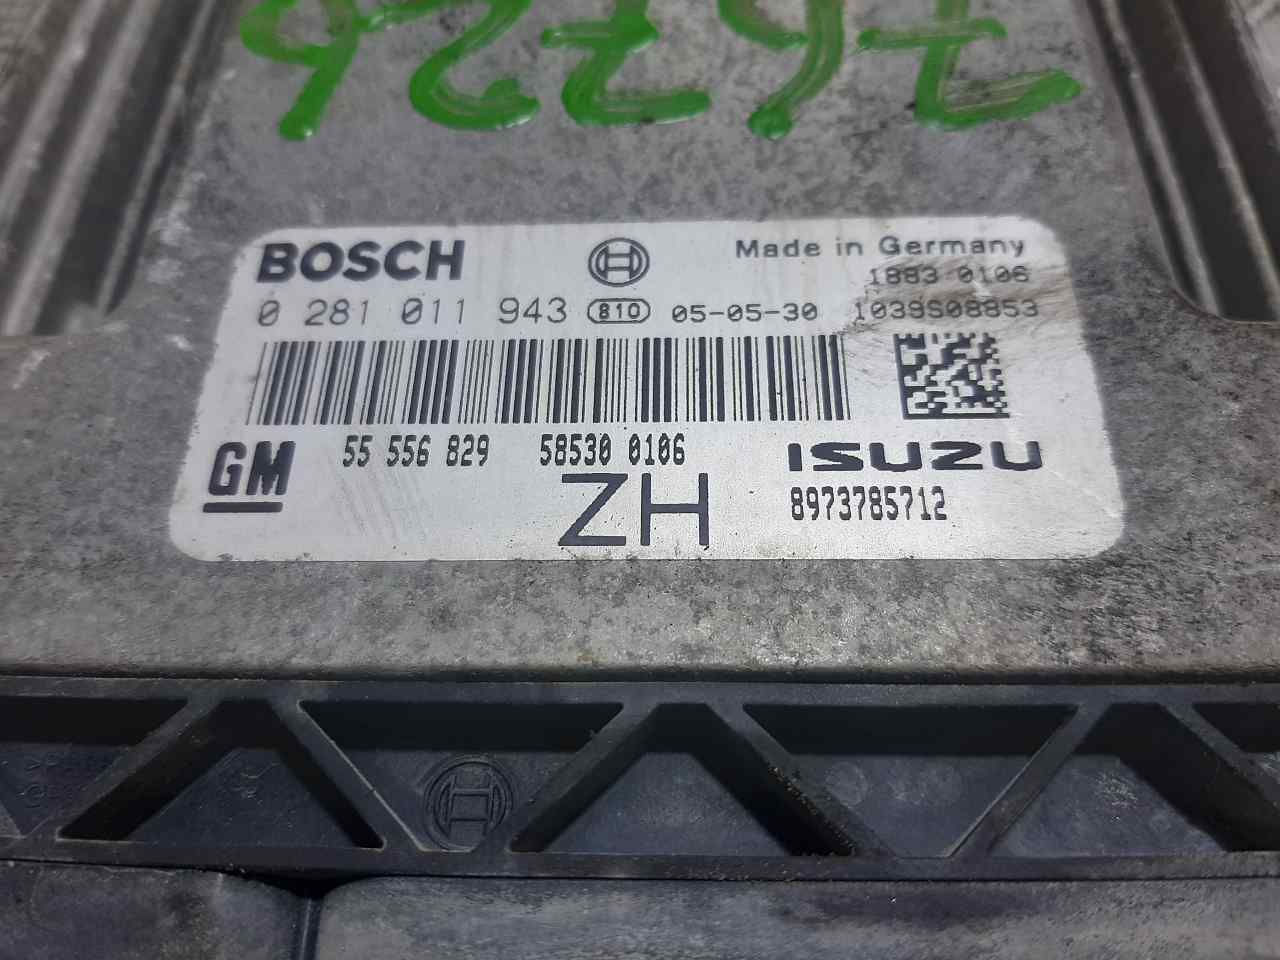 BOSCH Made in Germany
1883 0106
0 281 011 943 810 05-05-30 1039S08853
GM 55 556 829 58530 0106 ISUZU
ZH 8973785712